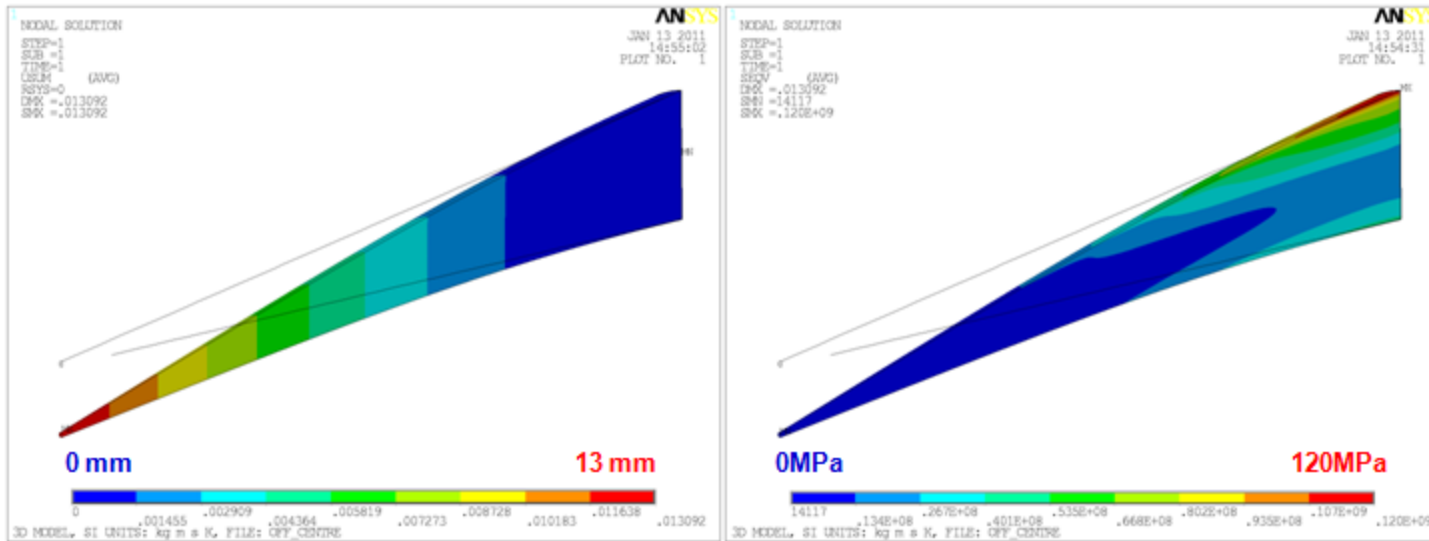 1
NODAL SOLUTION
STEP=1
SUB =1
TIME=1
USUM (AVG)
RSYS=0
DMX =.013092
SMX =.013092
ANSYS
JAN 13 2011
14:55:02
PLOT NO. 1
MN
0 mm
13 mm
0
.001455
.002909
.004364
.005819
.007273
.008728
.010183
.011638
.013092
3D MODEL, SI UNITS: kg m s K, FILE: OFF_CENTRE
1
NODAL SOLUTION
STEP=1
SUB =1
TIME=1
SEQV (AVG)
DMX =.013092
SMN =14117
SMX =.120E+09
ANSYS
JAN 13 2011
14:54:31
PLOT NO. 1
MX
0MPa
120MPa
14117
.134E+08
.267E+08
.401E+08
.535E+08
.668E+08
.802E+08
.935E+08
.107E+09
.120E+09
3D MODEL, SI UNITS: kg m s K, FILE: OFF_CENTRE